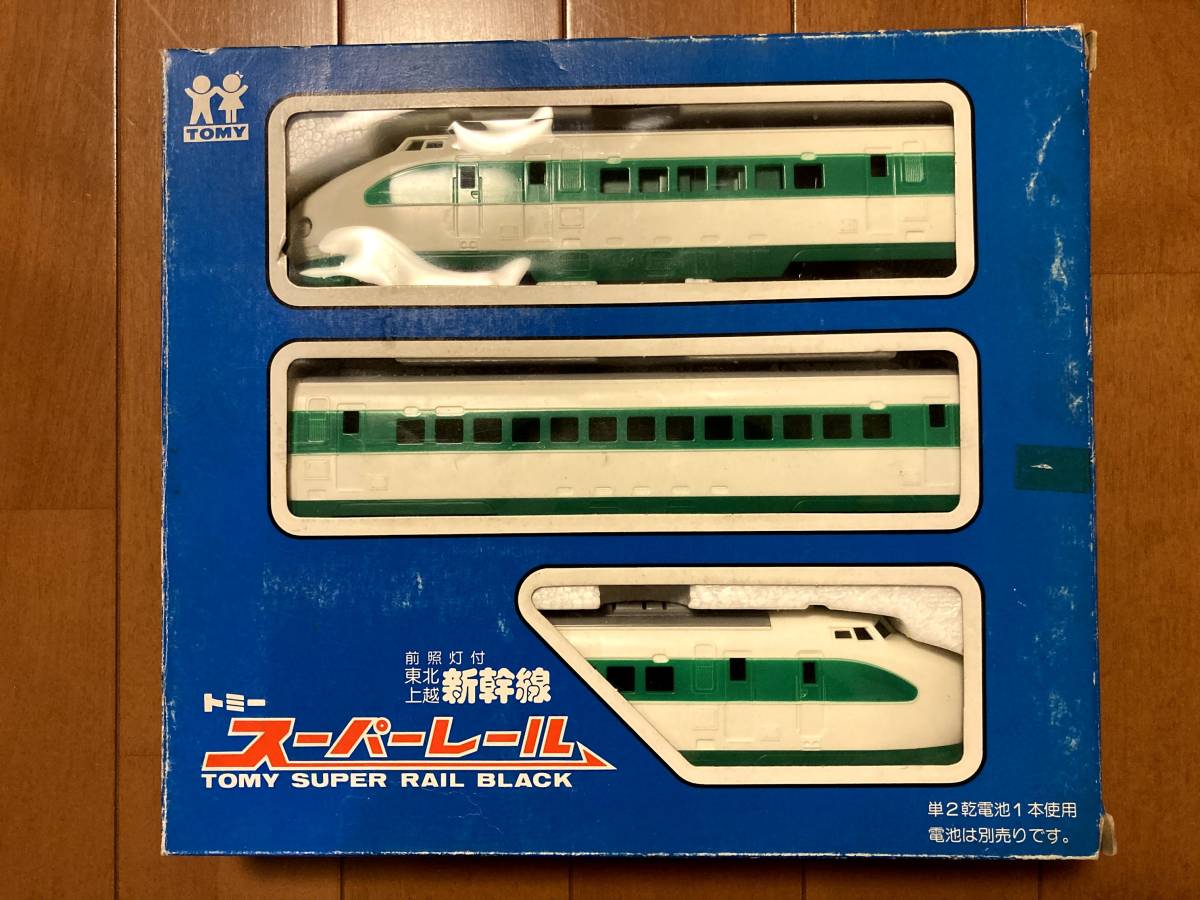 TOMY
前照灯付
東北
上越 新幹線
トミー
スーパーレール
TOMY SUPER RAIL BLACK
単2乾電池1本使用
電池は別売りです。